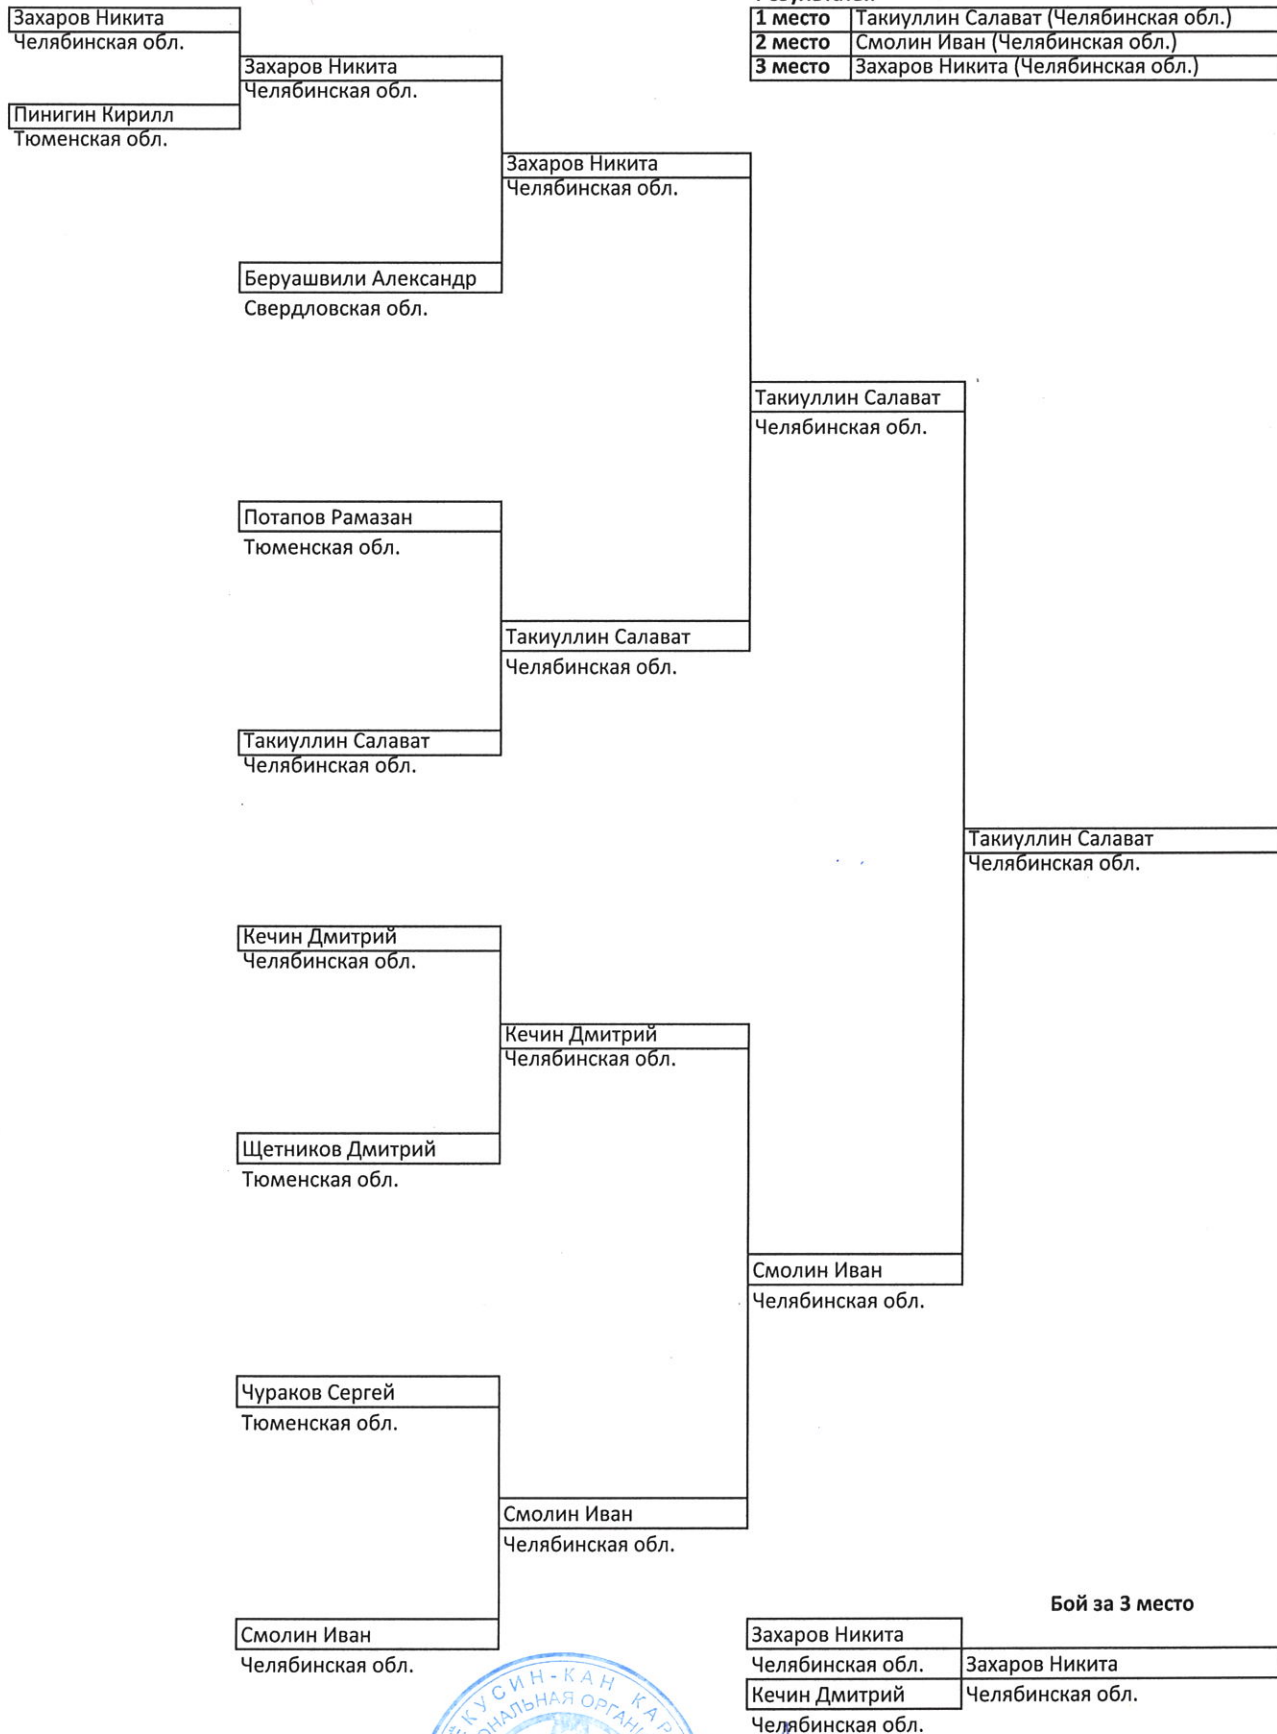 Захаров Никита
Челябинская обл.
Пинигин Кирилл
Тюменская обл.
1 место Такиуллин Салават (Челябинская обл.)
2 место Смолин Иван (Челябинская обл.)
3 место Захаров Никита (Челябинская обл.)
Захаров Никита
Челябинская обл.
Беруашвили Александр
Свердловская обл.
Захаров Никита
Челябинская обл.
Потапов Рамазан
Тюменская обл.
Такиуллин Салават
Челябинская обл.
Такиуллин Салават
Челябинская обл.
Такиуллин Салават
Челябинская обл.
Такиуллин Салават
Челябинская обл.
Кечин Дмитрий
Челябинская обл.
Щетников Дмитрий
Тюменская обл.
Кечин Дмитрий
Челябинская обл.
Смолин Иван
Челябинская обл.
Чураков Сергей
Тюменская обл.
Смолин Иван
Челябинская обл.
Смолин Иван
Челябинская обл.
Бой за 3 место
Захаров Никита
Челябинская обл.
Кечин Дмитрий
Челябинская обл.
Захаров Никита
Челябинская обл.